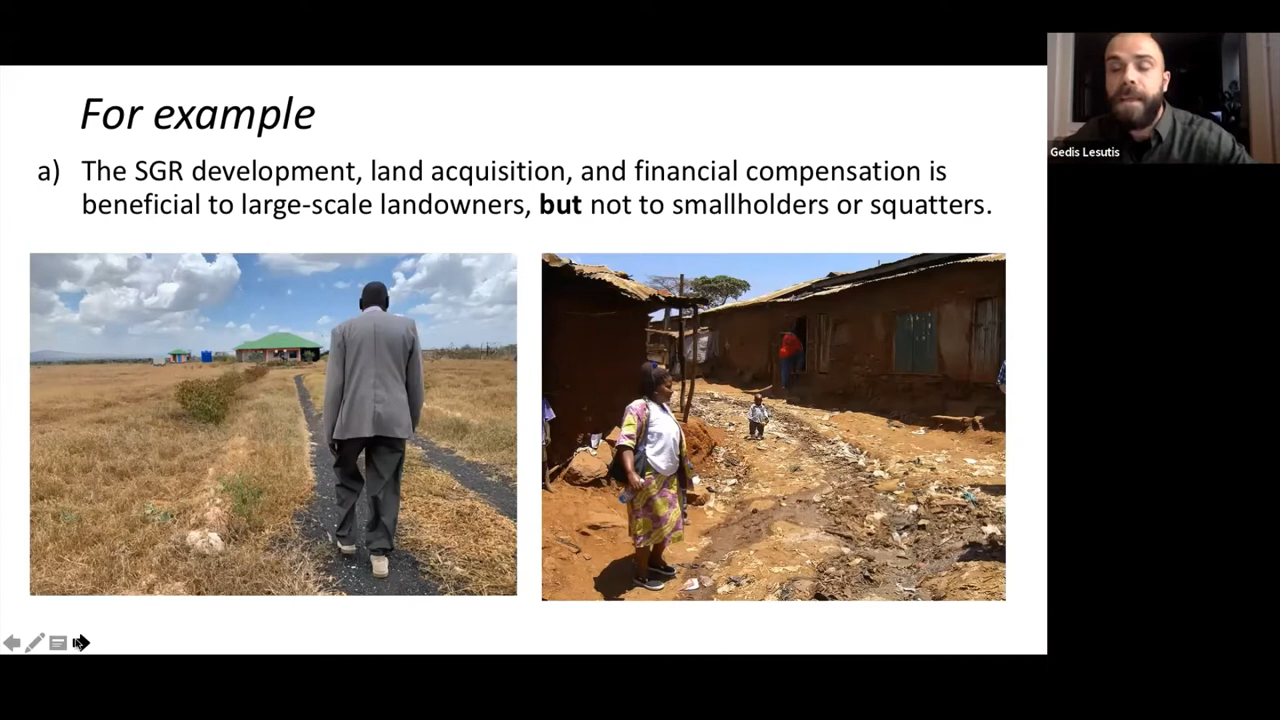 For example
a) The SGR development, land acquisition, and financial compensation is
beneficial to large-scale landowners, but not to smallholders or squatters.
Gedis Lesutis